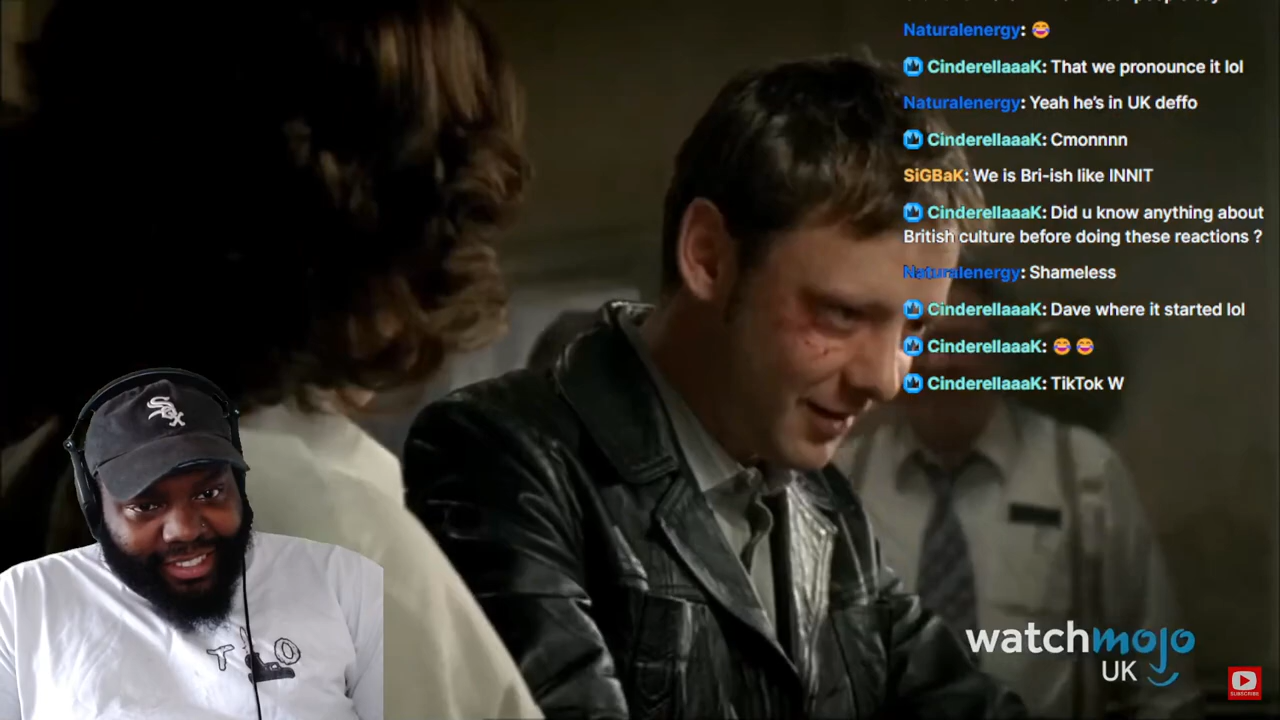 Naturalenergy: 😂
CinderellaaaK: That we pronounce it lol
Naturalenergy: Yeah he's in UK deffo
CinderellaaaK: Cmonnnn
SiGBaK: We is Bri-ish like INNIT
CinderellaaaK: Did u know anything about
British culture before doing these reactions ?
Naturalenergy: Shameless
CinderellaaaK: Dave where it started lol
CinderellaaaK: 😂 😂
CinderellaaaK: TikTok W
Sox
watchmojo
UK
SUBSCRIBE